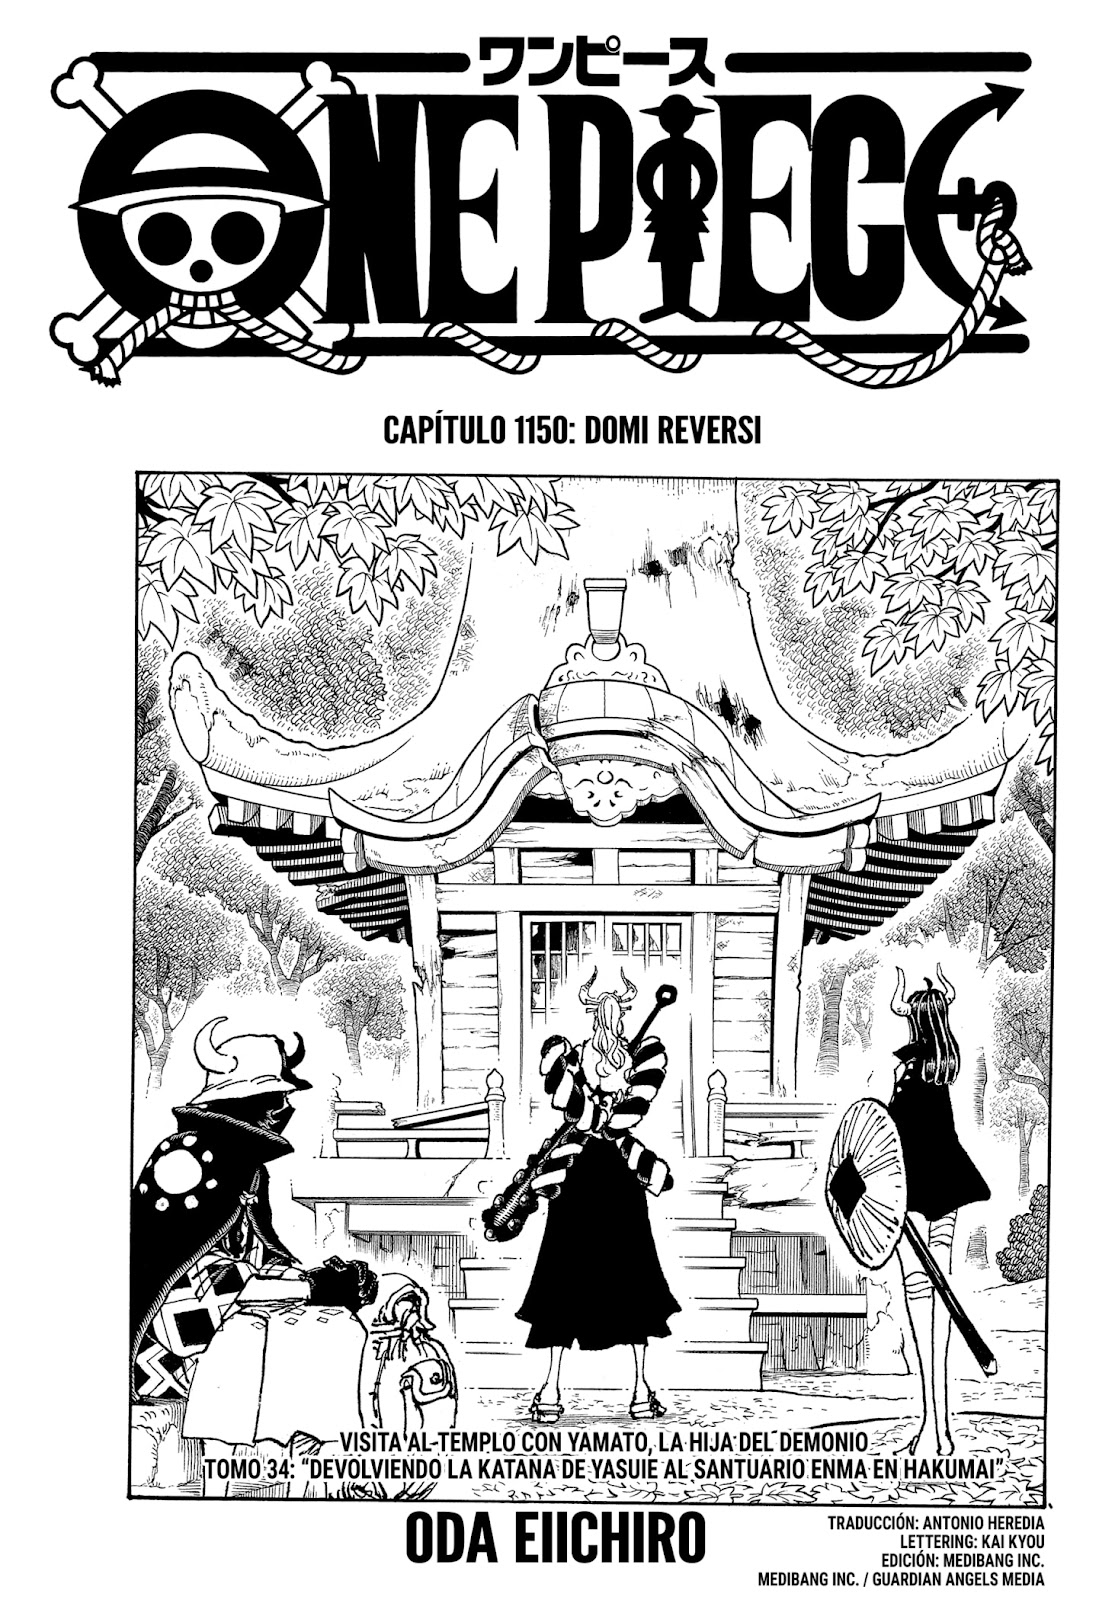 ワンピース
ONE PIECE
CAPÍTULO 1150: DOMI REVERSI
VISITA AL TEMPLO CON YAMATO, LA HIJA DEL DEMONIO
TOMO 34: “DEVOLVIENDO LA KATANA DE YASUIE AL SANTUARIO ENMA EN HAKUMAI”
ODA EIICHIRO
TRADUCCIÓN: ANTONIO HEREDIA
LETTERING: KAI KYOU
EDICIÓN: MEDIBANG INC.
MEDIBANG INC. / GUARDIAN ANGELS MEDIA